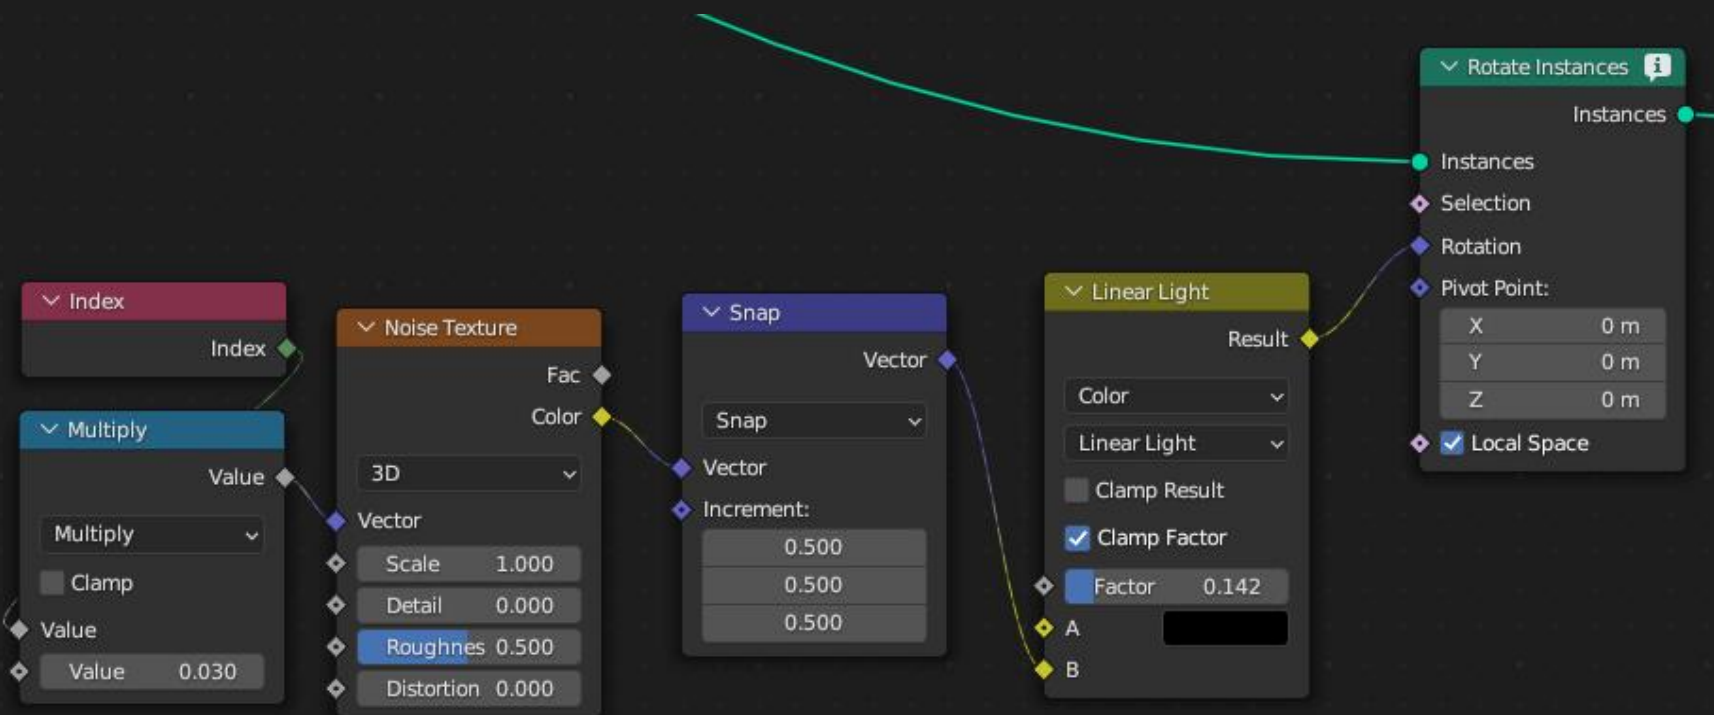 Index
Index
Multiply
Value
Multiply
Clamp
Value
Value 0.030
Noise Texture
Fac
Color
3D
Vector
Scale 1.000
Detail 0.000
Roughnes 0.500
Distortion 0.000
Snap
Vector
Snap
Vector
Increment:
0.500
0.500
0.500
Linear Light
Result
Color
Linear Light
Clamp Result
Clamp Factor
Factor 0.142
A
B
Rotate Instances
Instances
Instances
Selection
Rotation
Pivot Point:
X 0 m
Y 0 m
Z 0 m
Local Space